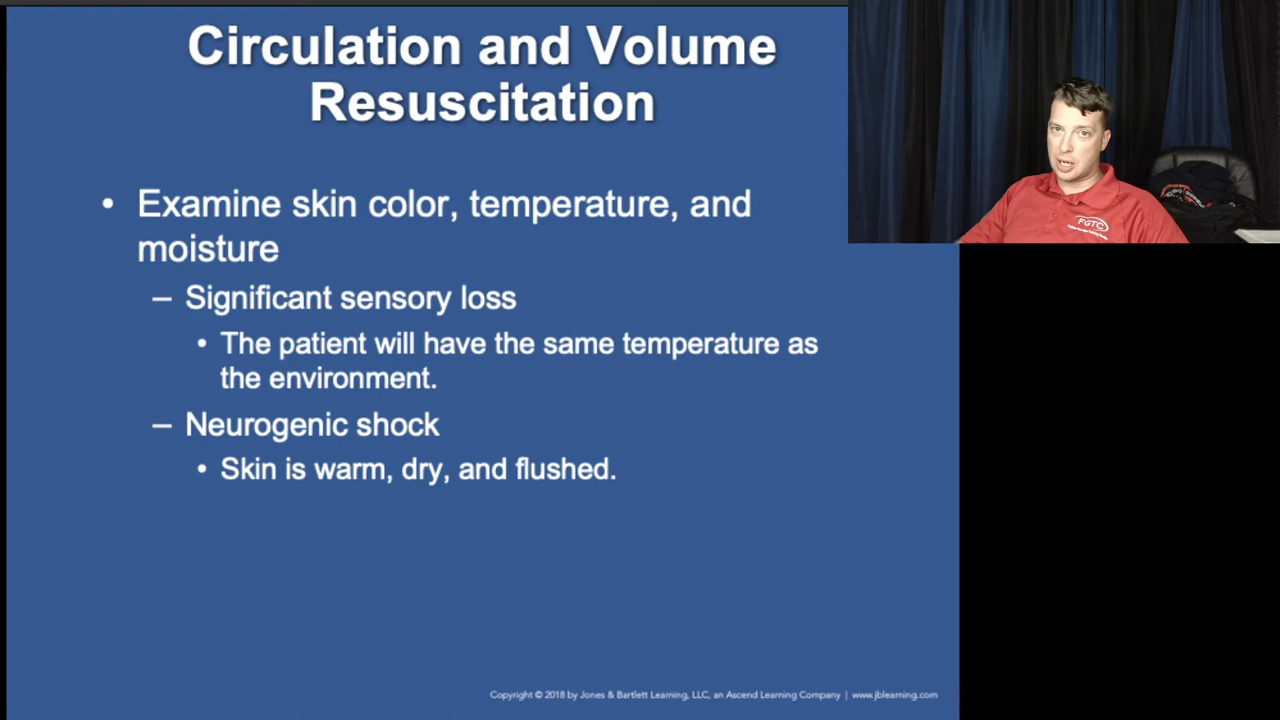 Circulation and Volume
Resuscitation
• Examine skin color, temperature, and
moisture
– Significant sensory loss
• The patient will have the same temperature as
the environment.
– Neurogenic shock
• Skin is warm, dry, and flushed.
Copyright © 2018 by Jones & Bartlett Learning, LLC, an Ascend Learning Company | www.jblearning.com
FGTC